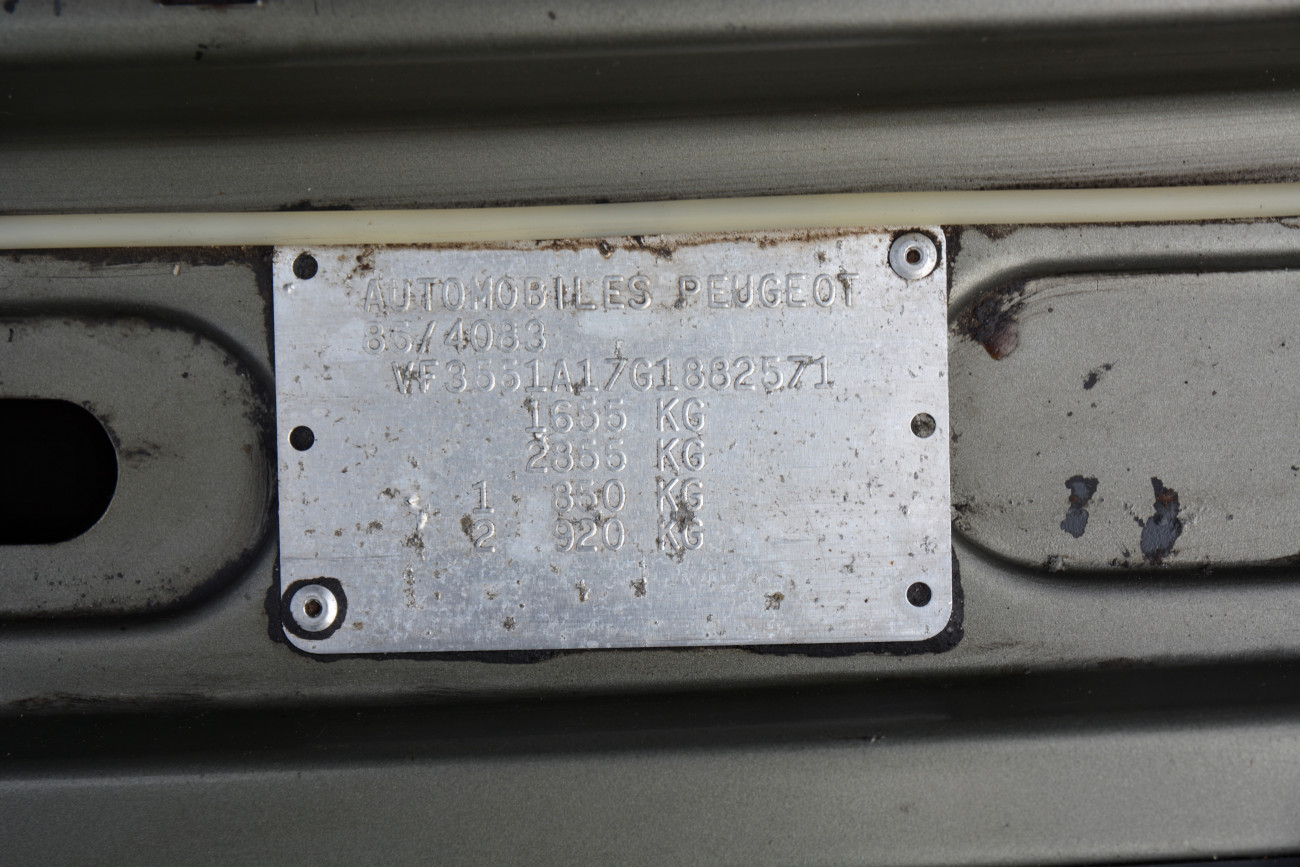 AUTOMOBILES PEUGEOT
85/4083
VF3551A17G1882571
1655 KG
2855 KG
1 850 KG
2 920 KG